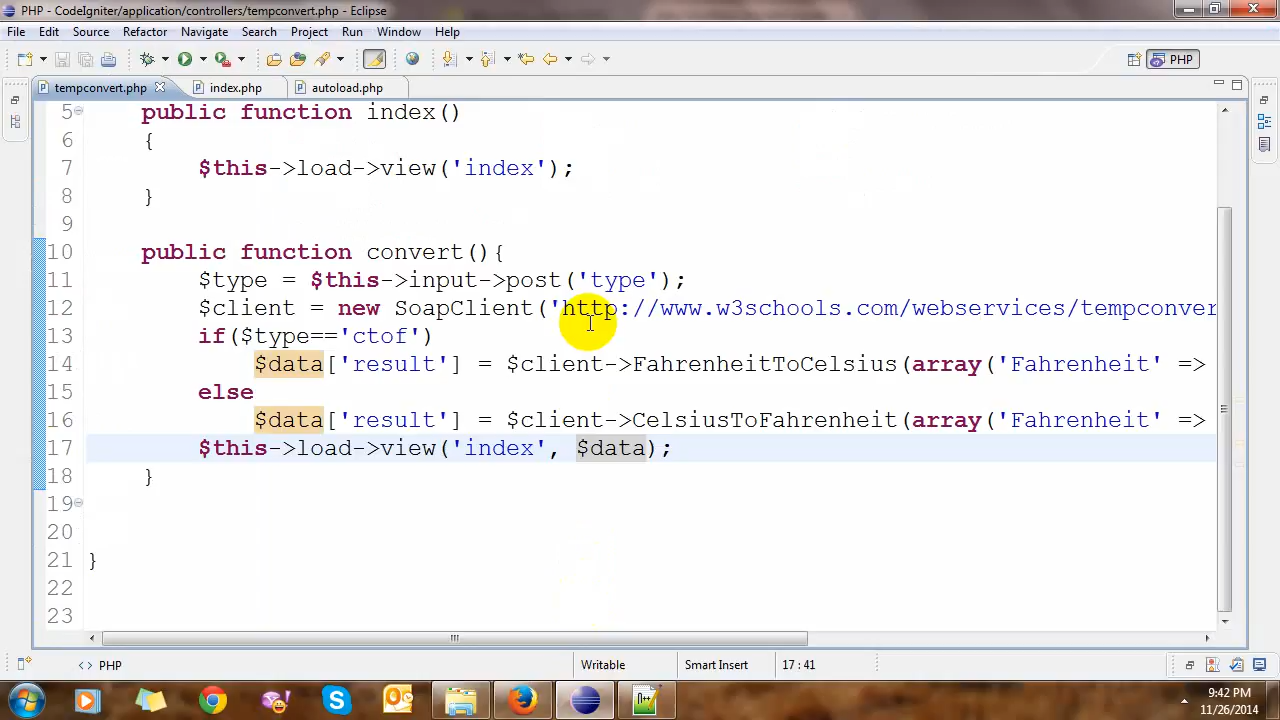 PHP - CodeIgniter/application/controllers/tempconvert.php - Eclipse
File Edit Source Refactor Navigate Search Project Run Window Help
PHP
tempconvert.php index.php autoload.php
5 public function index()
6 {
7 $this->load->view('index');
8 }
9
10 public function convert(){
11 $type = $this->input->post('type');
12 $client = new SoapClient('http://www.w3schools.com/webservices/tempconver
13 if($type=='ctof')
14 $data['result'] = $client->FahrenheitToCelsius(array('Fahrenheit' =>
15 else
16 $data['result'] = $client->CelsiusToFahrenheit(array('Fahrenheit' =>
17 $this->load->view('index', $data);
18 }
19
20
21 }
22
23
<> PHP Writable Smart Insert 17 : 41
N++
9:42 PM
11/26/2014